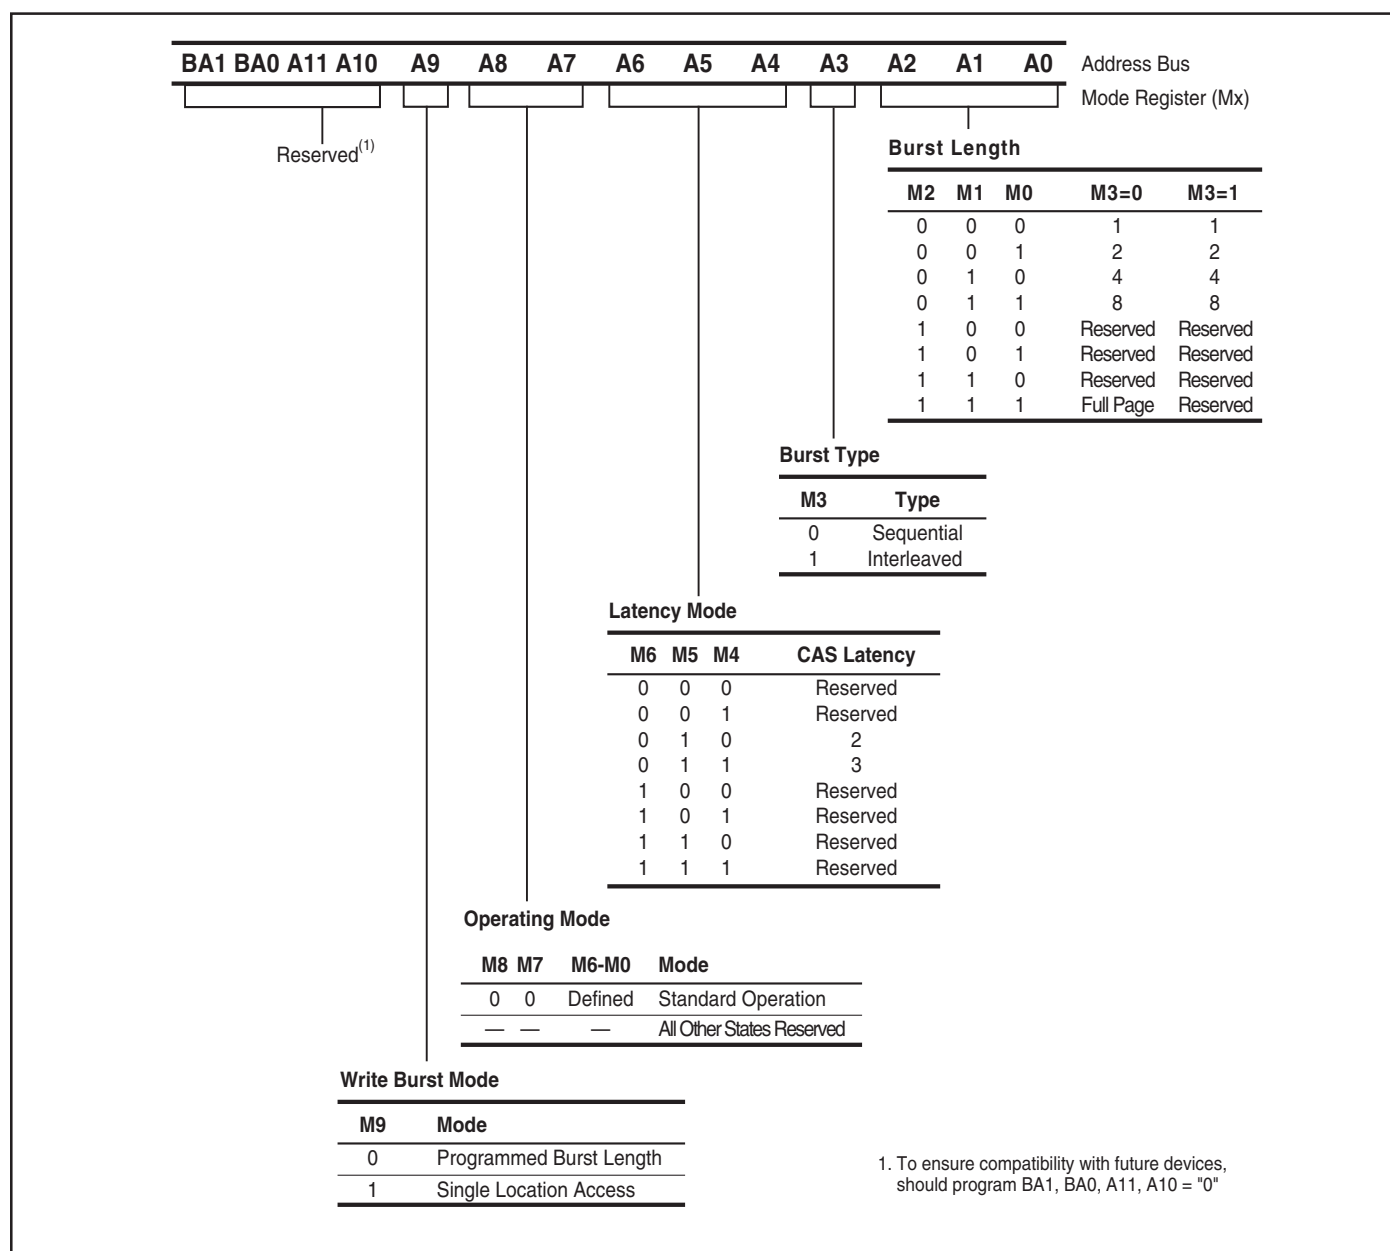 BA1 BA0 A11 A10 A9 A8 A7 A6 A5 A4 A3 A2 A1 A0 Address Bus
Mode Register (Mx)
Reserved(1)
Burst Length
M2 M1 M0 M3=0 M3=1
0 0 0 1 1
0 0 1 2 2
0 1 0 4 4
0 1 1 8 8
1 0 0 Reserved Reserved
1 0 1 Reserved Reserved
1 1 0 Reserved Reserved
1 1 1 Full Page Reserved
Burst Type
M3 Type
0 Sequential
1 Interleaved
Latency Mode
M6 M5 M4 CAS Latency
0 0 0 Reserved
0 0 1 Reserved
0 1 0 2
0 1 1 3
1 0 0 Reserved
1 0 1 Reserved
1 1 0 Reserved
1 1 1 Reserved
Operating Mode
M8 M7 M6-M0 Mode
0 0 Defined Standard Operation
— — — All Other States Reserved
Write Burst Mode
M9 Mode
0 Programmed Burst Length
1 Single Location Access
1. To ensure compatibility with future devices,
should program BA1, BA0, A11, A10 = "0"